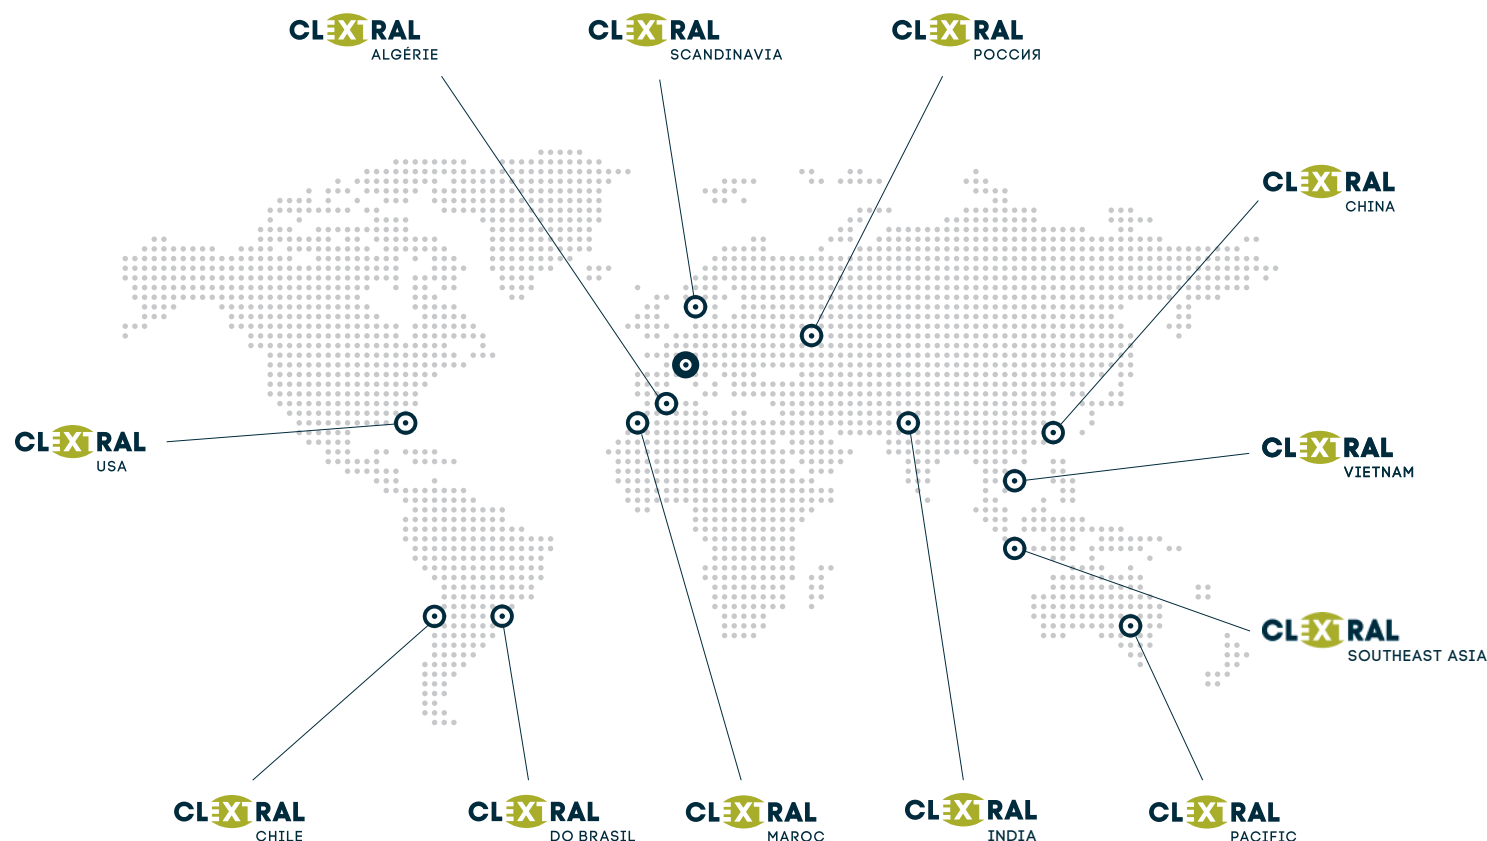 CLEXTRAL
ALGÉRIE
CLEXTRAL
SCANDINAVIA
CLEXTRAL
РОССИЯ
CLEXTRAL
CHINA
CLEXTRAL
USA
CLEXTRAL
VIETNAM
CLEXTRAL
SOUTHEAST ASIA
CLEXTRAL
CHILE
CLEXTRAL
DO BRASIL
CLEXTRAL
MAROC
CLEXTRAL
INDIA
CLEXTRAL
PACIFIC